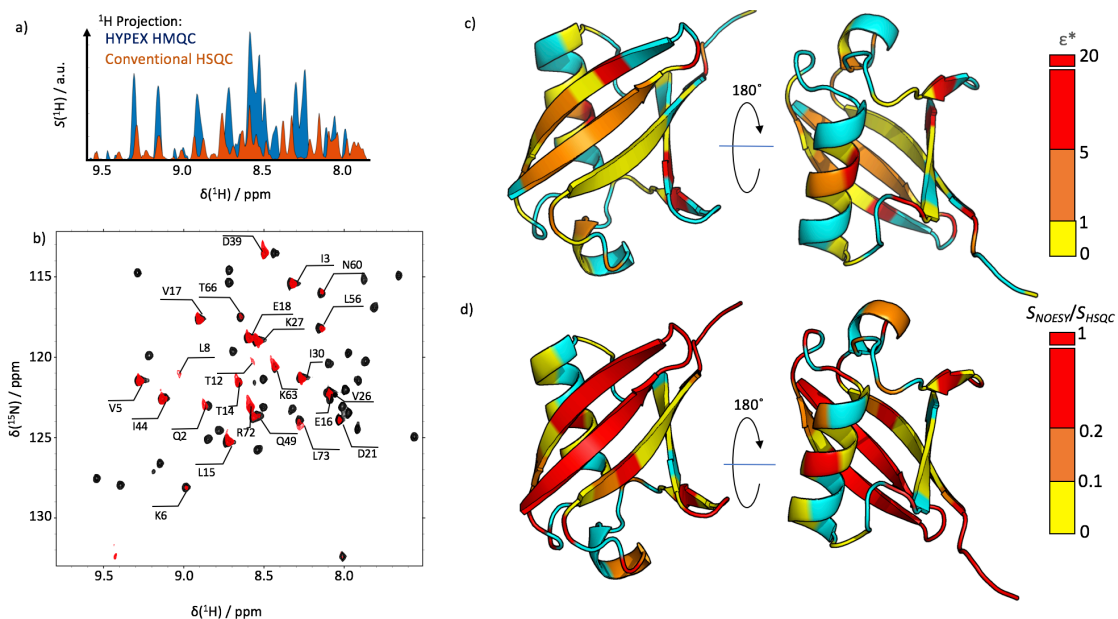 a)
¹H Projection:
HYPEX HMQC
Conventional HSQC
S(¹H) / a.u.
9.5 9.0 8.5 8.0
δ(¹H) / ppm
b)
D39
I3
N60
V17
T66
L56
E18
K27
L8
I30
T12
K63
V26
V5
T14
E16
I44
Q2
R72
Q49
L73
D21
L15
K6
115
120
125
130
δ(¹⁵N) / ppm
9.5 9.0 8.5 8.0
δ(¹H) / ppm
c)
180°
ε*
20
5
1
0
d)
180°
S_NOESY/S_HSQC
1
0.2
0.1
0